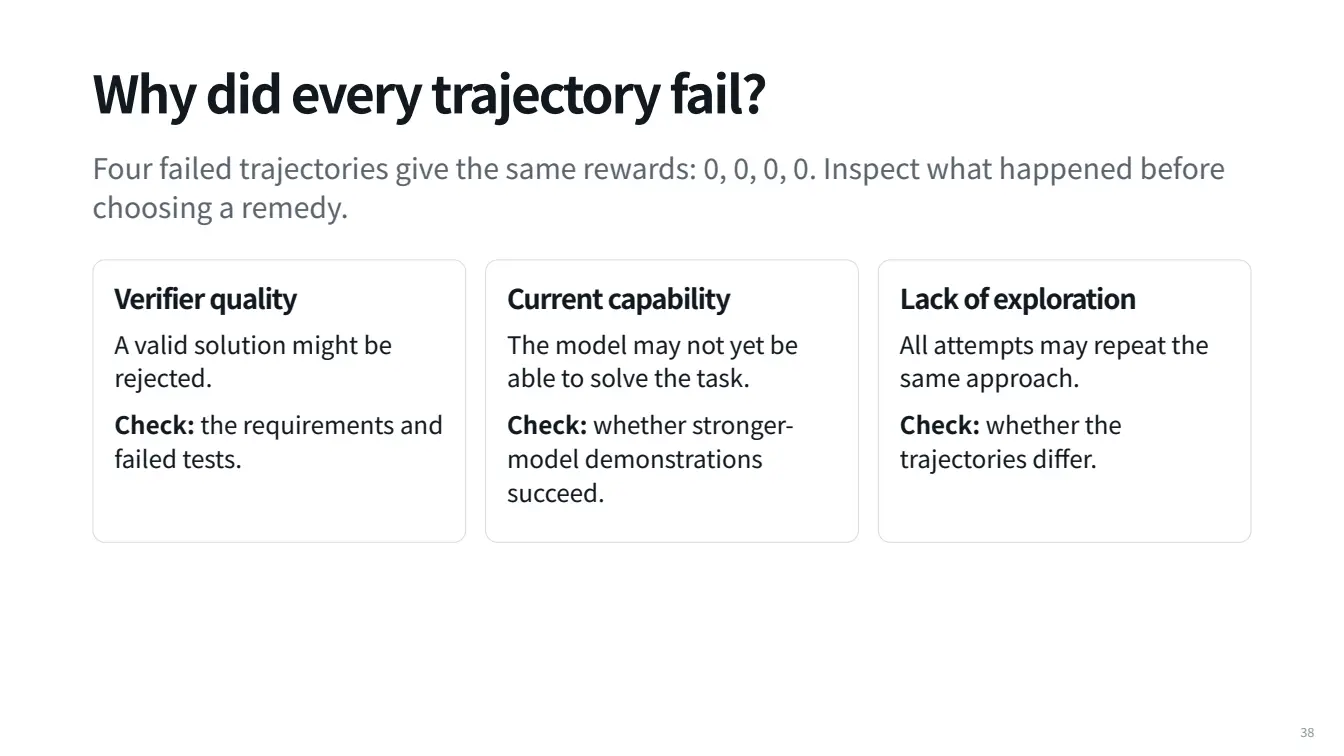 Why did every trajectory fail?
Four failed trajectories give the same rewards: 0, 0, 0, 0. Inspect what happened before
choosing a remedy.
Verifier quality
A valid solution might be
rejected.
Check: the requirements and
failed tests.
Current capability
The model may not yet be
able to solve the task.
Check: whether stronger-
model demonstrations
succeed.
Lack of exploration
All attempts may repeat the
same approach.
Check: whether the
trajectories differ.
38